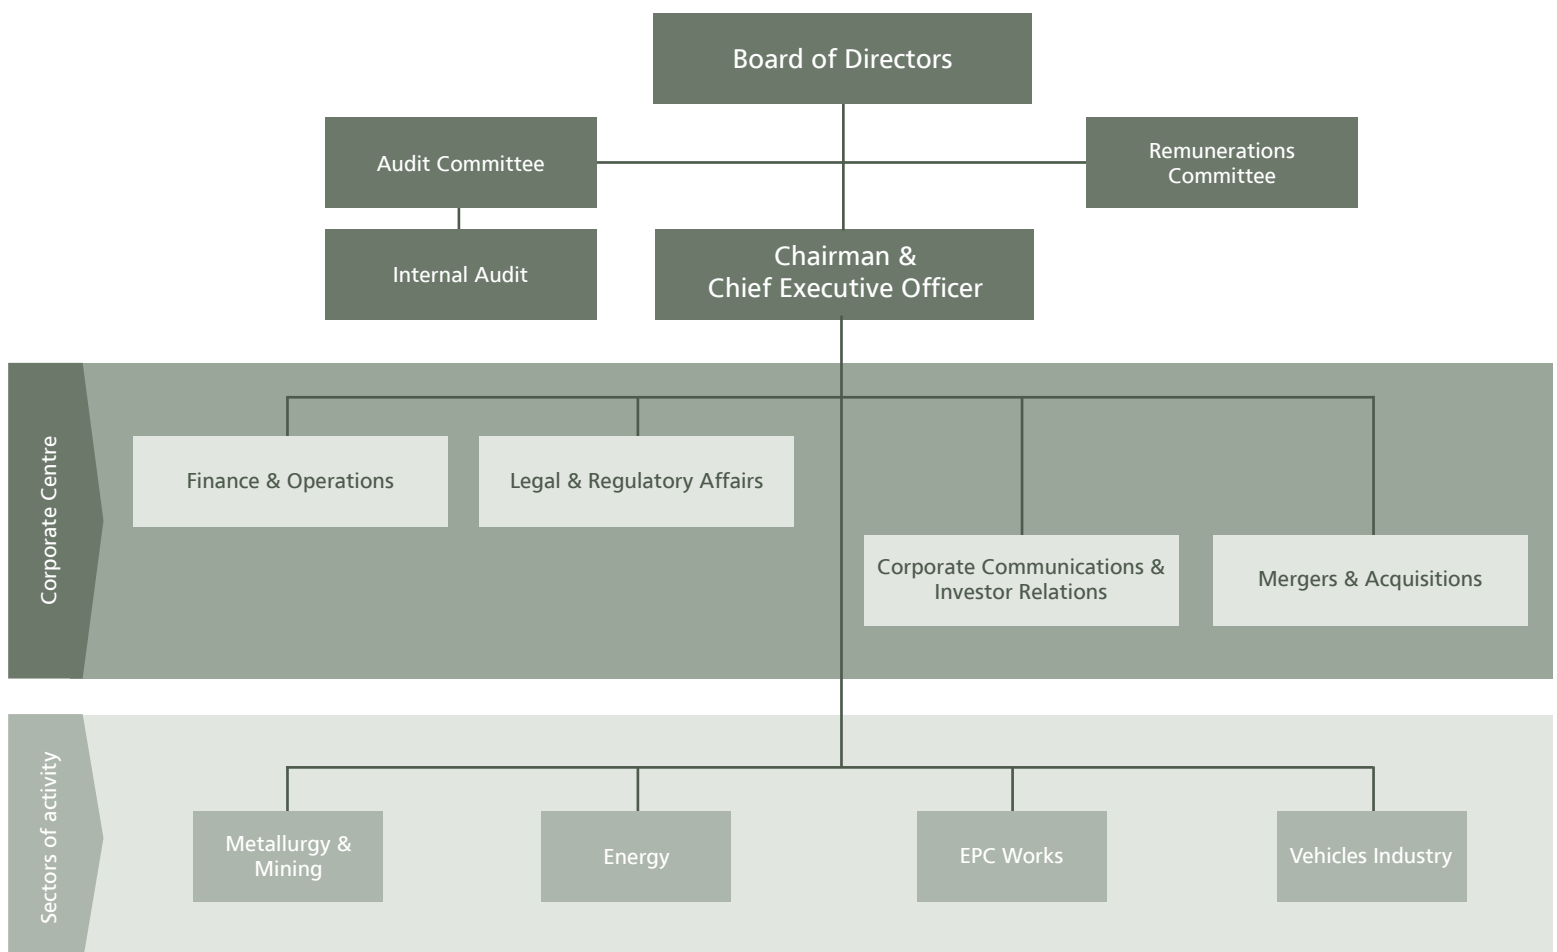 Board of Directors
Audit Committee
Remunerations
Committee
Internal Audit
Chairman &
Chief Executive Officer
Corporate Centre
Finance & Operations
Legal & Regulatory Affairs
Corporate Communications &
Investor Relations
Mergers & Acquisitions
Sectors of activity
Metallurgy &
Mining
Energy
EPC Works
Vehicles Industry